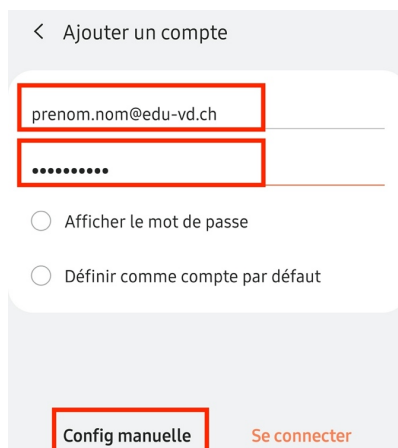 Ajouter un compte
prenom.nom@edu-vd.ch
••••••••••
Afficher le mot de passe
Définir comme compte par défaut
Config manuelle
Se connecter